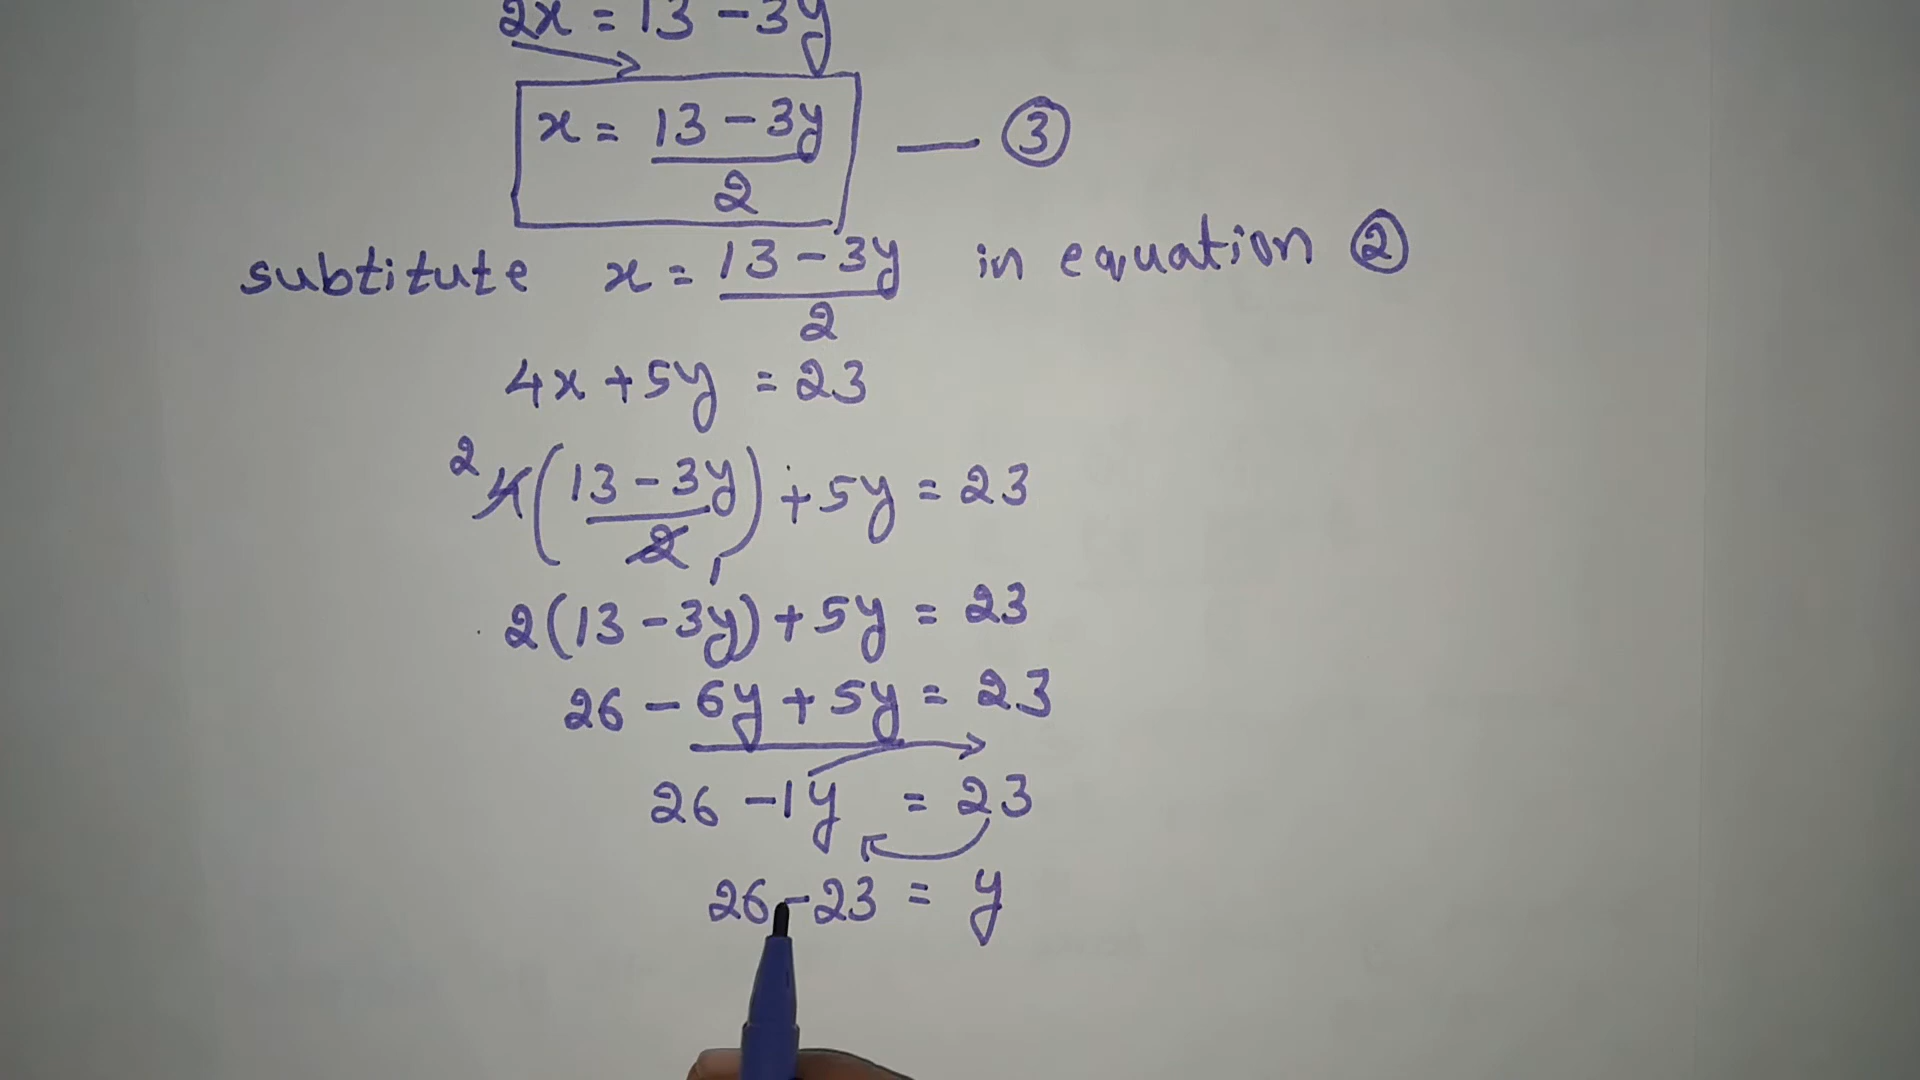 2x = 13 - 3y
x = 13 - 3y / 2 — ③
subtitute x = 13 - 3y / 2 in equation ②
4x + 5y = 23
2 4(13 - 3y / 2) + 5y = 23
1
2(13 - 3y) + 5y = 23
26 - 6y + 5y = 23
26 - 1y = 23
26 - 23 = y